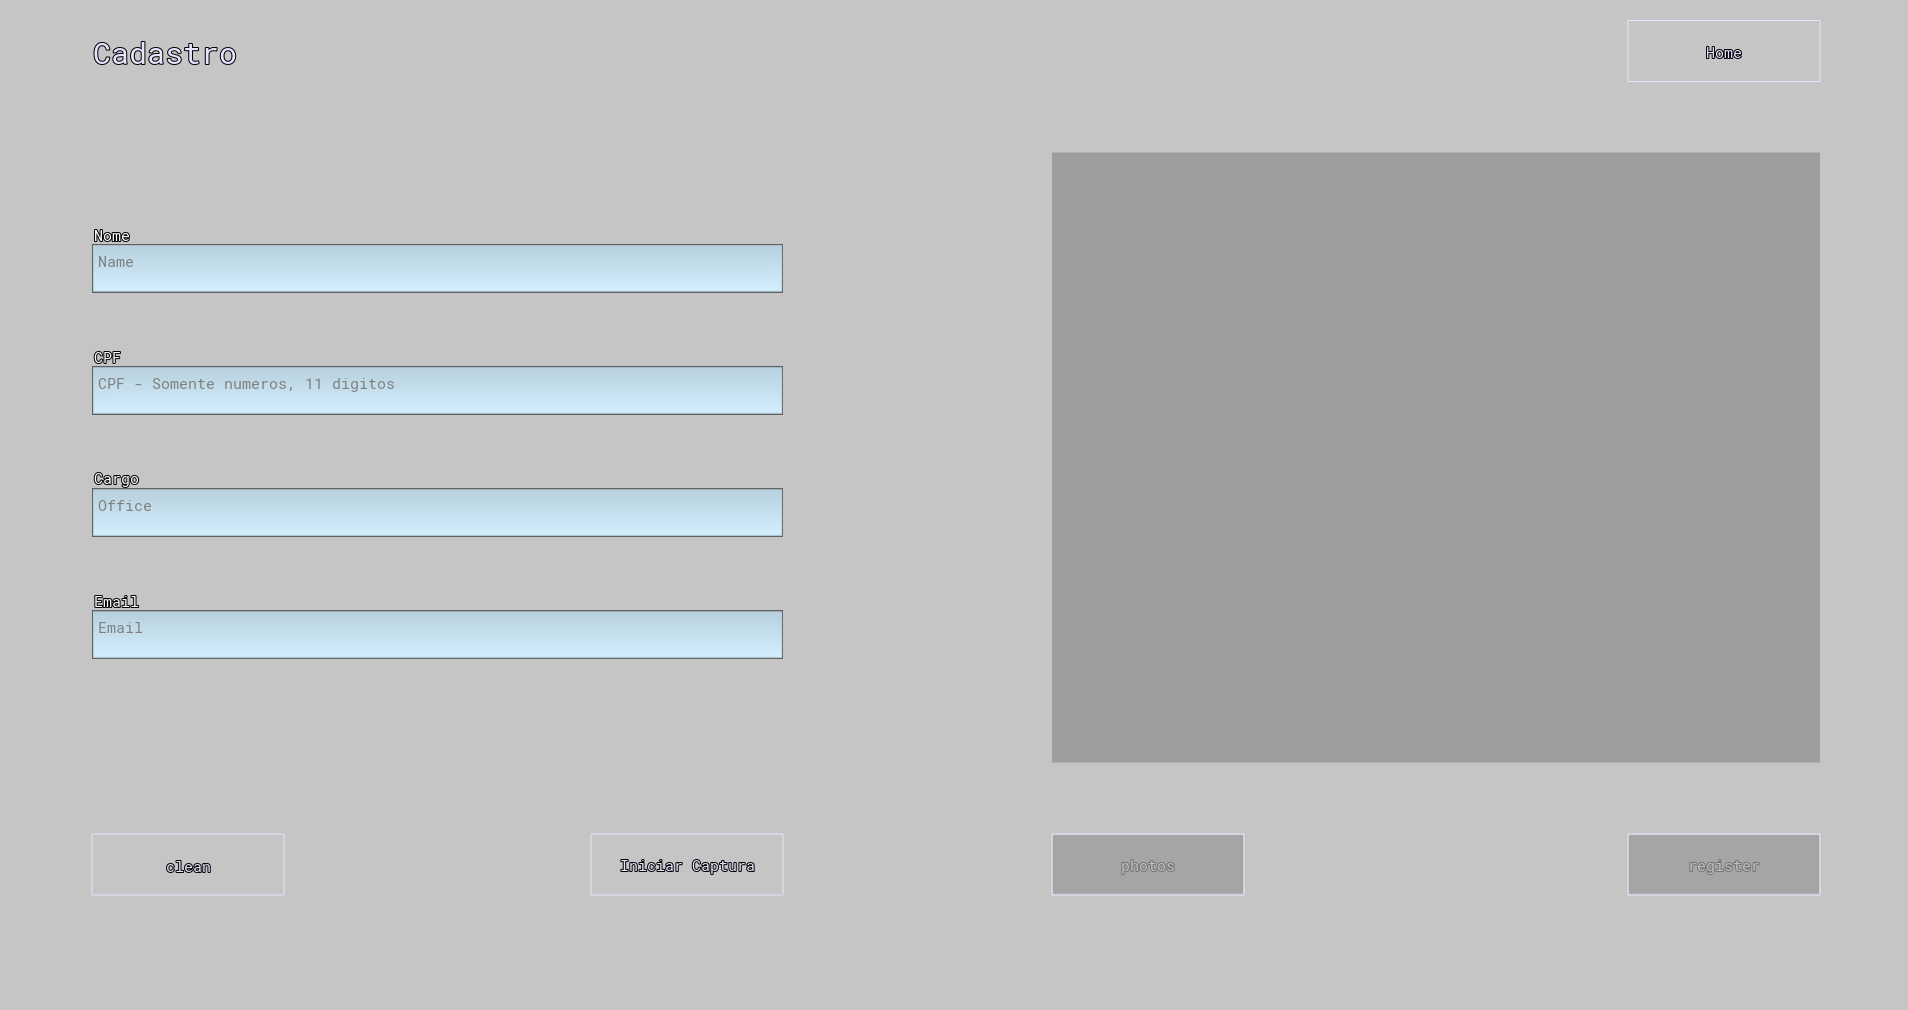 Cadastro
Home
Nome
Name
CPF
CPF - Somente numeros, 11 digitos
Cargo
Office
Email
Email
clean
Iniciar Captura
photos
register